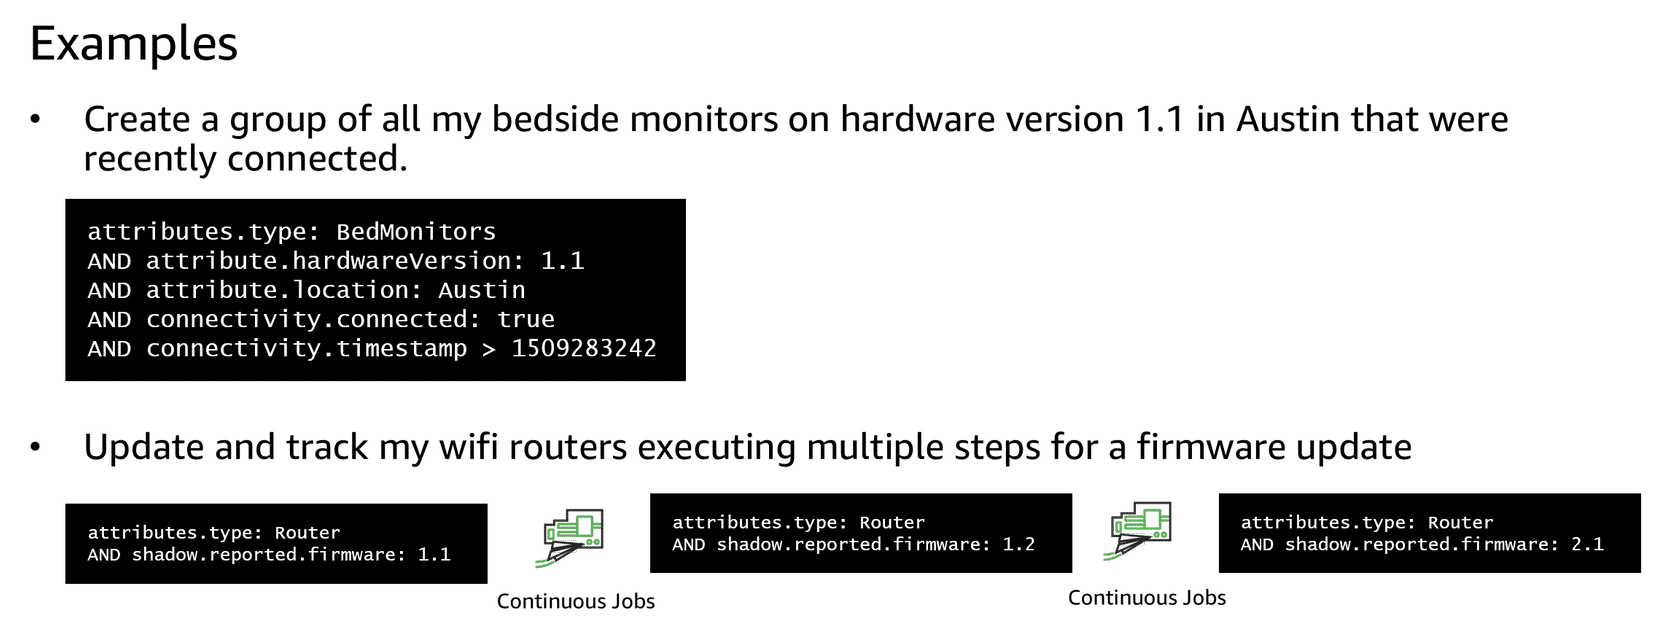 Examples
• Create a group of all my bedside monitors on hardware version 1.1 in Austin that were
recently connected.
attributes.type: BedMonitors
AND attribute.hardwareVersion: 1.1
AND attribute.location: Austin
AND connectivity.connected: true
AND connectivity.timestamp > 1509283242
• Update and track my wifi routers executing multiple steps for a firmware update
attributes.type: Router
AND shadow.reported.firmware: 1.1
Continuous Jobs
attributes.type: Router
AND shadow.reported.firmware: 1.2
Continuous Jobs
attributes.type: Router
AND shadow.reported.firmware: 2.1